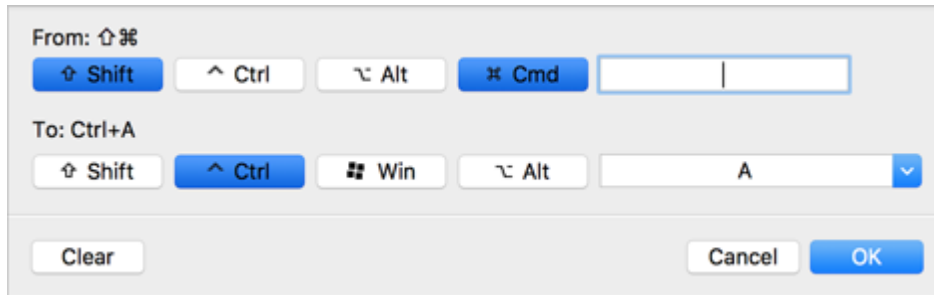 From: ⇧⌘
⇧ Shift ^ Ctrl ⌥ Alt ⌘ Cmd
To: Ctrl+A
⇧ Shift ^ Ctrl Win ⌥ Alt A
Clear Cancel OK